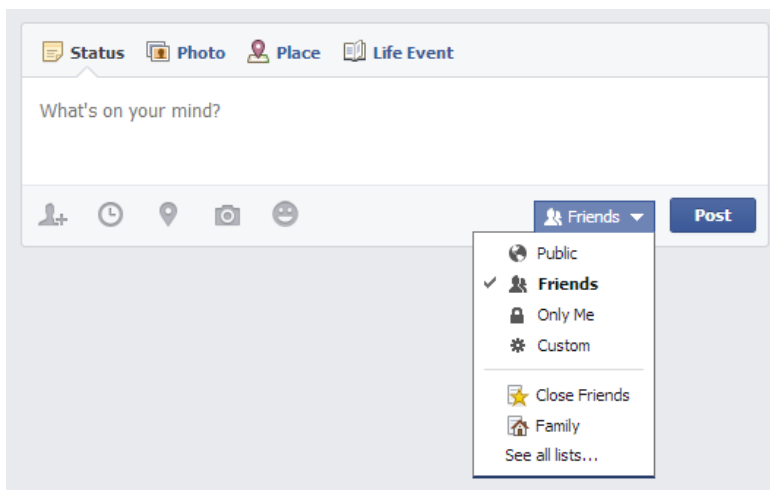 Status Photo Place Life Event
What's on your mind?
Friends Post
Public
Friends
Only Me
Custom
Close Friends
Family
See all lists...